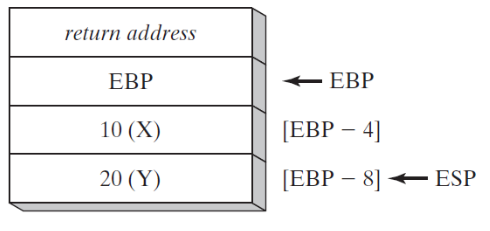 return address
EBP EBP
10 (X) [EBP – 4]
20 (Y) [EBP – 8] ESP